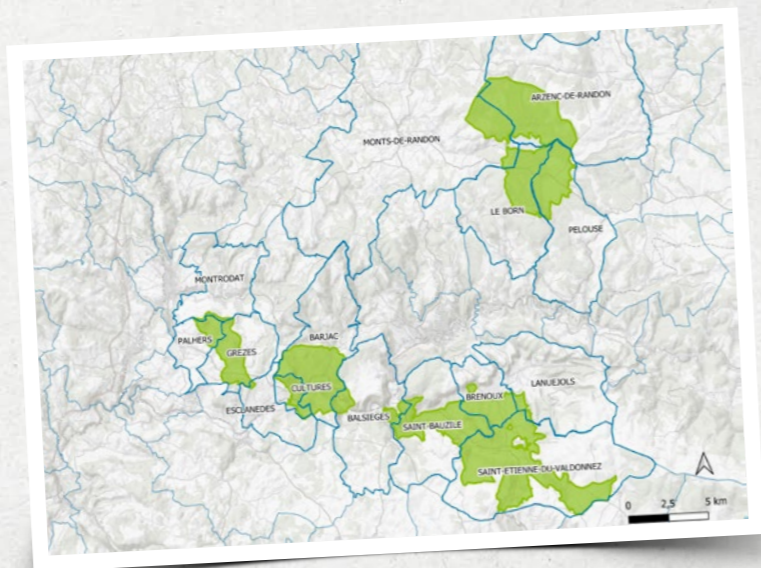 ARZENC-DE-RANDON
MONTS-DE-RANDON
LE BORN
PELOUSE
MONTRODAT
PALHERS
GREZES
BARJAC
CULTURES
ESCLANEDES
BALSIEGES
LANUEJOLS
BRENOUX
SAINT-BAUZILE
SAINT-ETIENNE-DU-VALDONNEZ
0 2,5 5 km